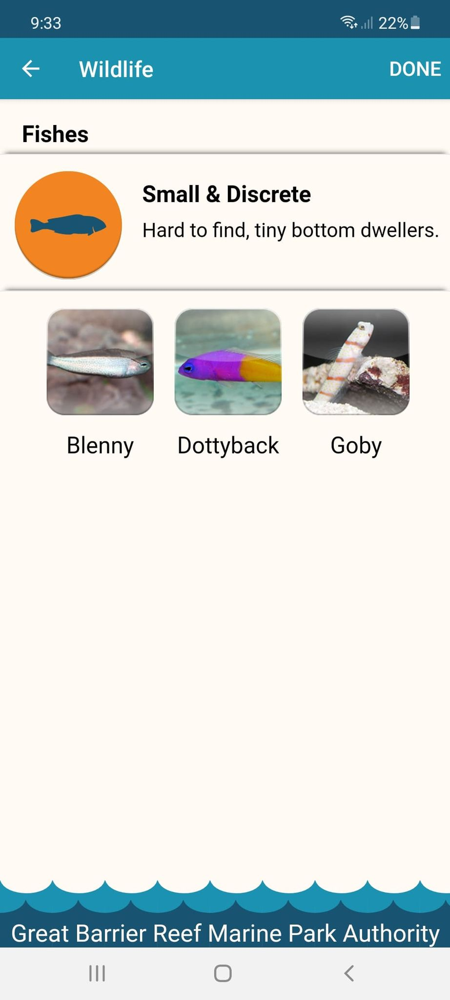 9:33
22%
Wildlife
DONE
Fishes
Small & Discrete
Hard to find, tiny bottom dwellers.
Blenny
Dottyback
Goby
Great Barrier Reef Marine Park Authority